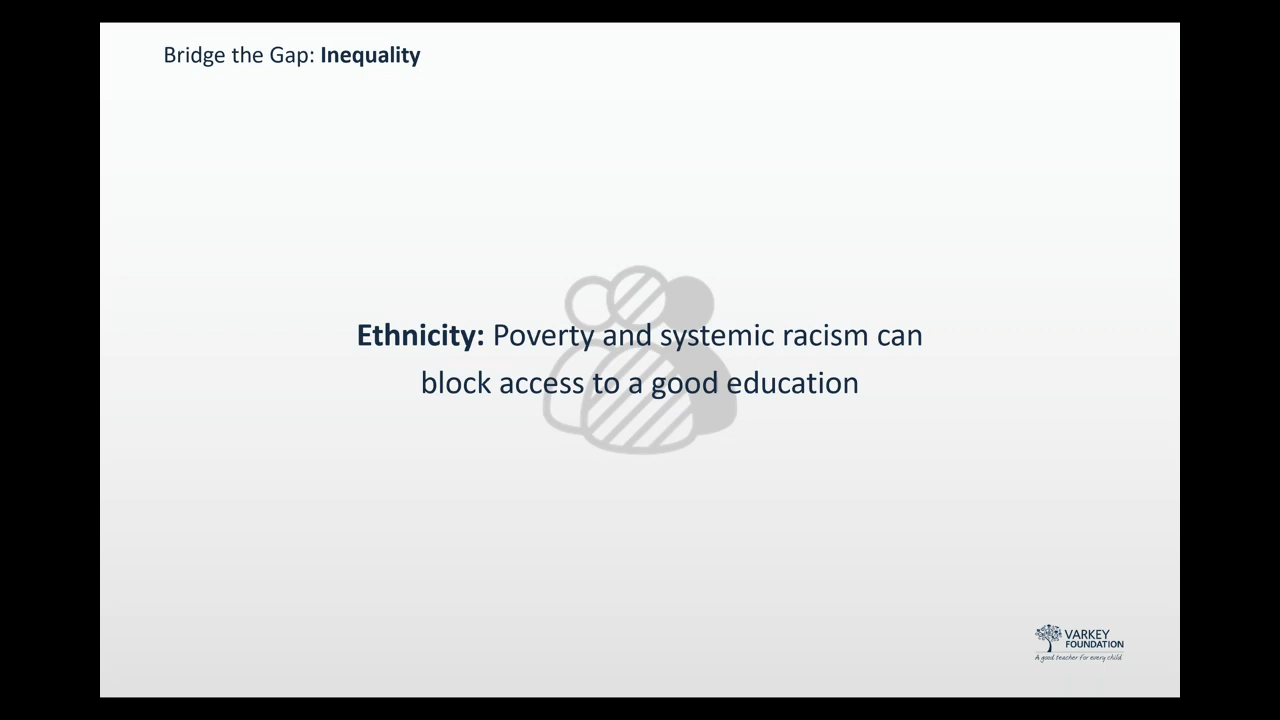 Bridge the Gap: Inequality
Ethnicity: Poverty and systemic racism can
block access to a good education
VARKEY
FOUNDATION
A good teacher for every child